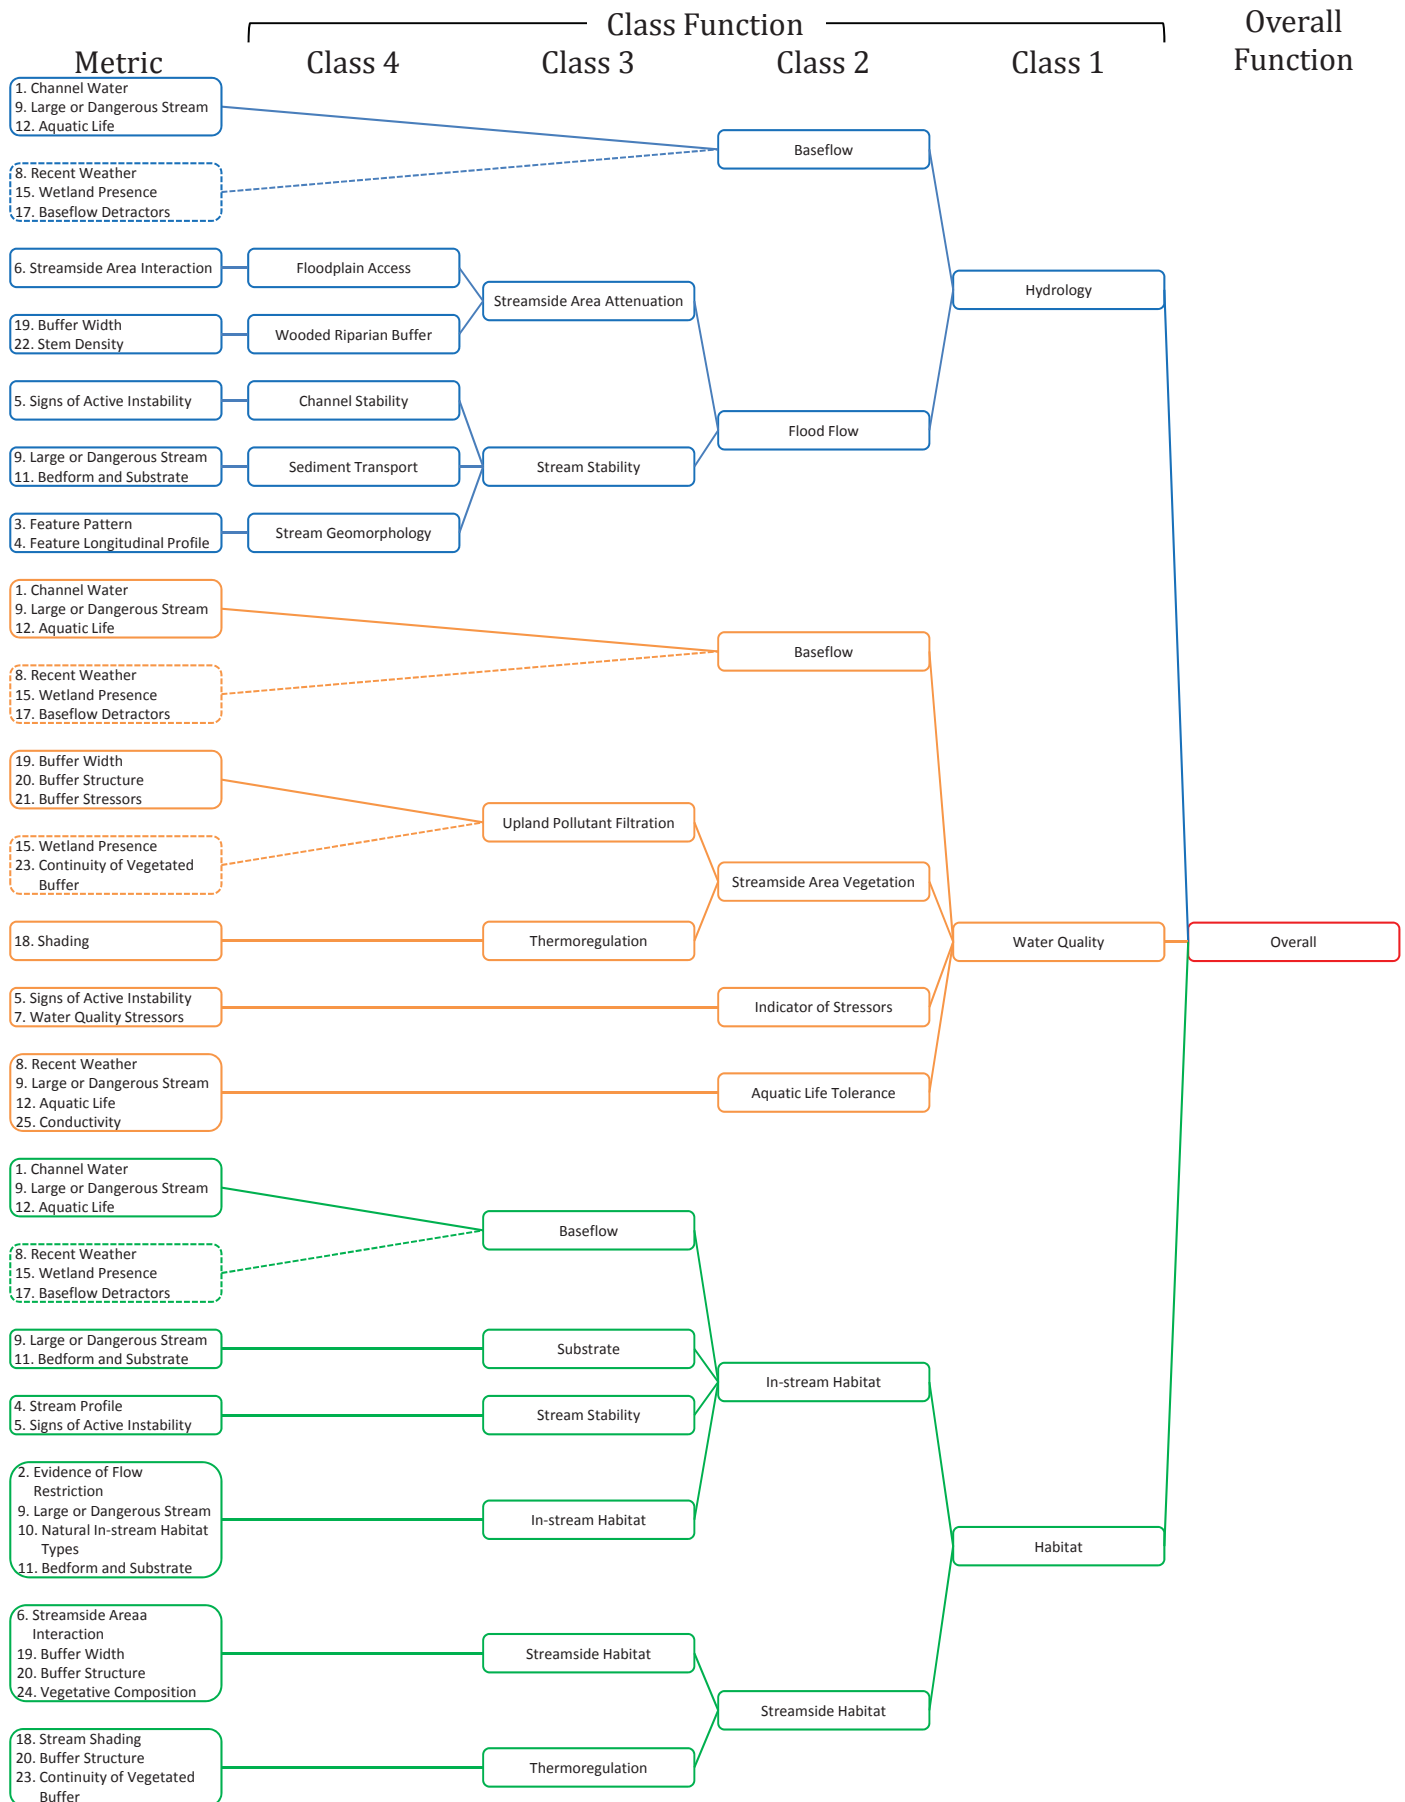 Class Function
Overall
Function
Metric
Class 4
Class 3
Class 2
Class 1
1. Channel Water
9. Large or Dangerous Stream
12. Aquatic Life
Baseflow
8. Recent Weather
15. Wetland Presence
17. Baseflow Detractors
6. Streamside Area Interaction
Floodplain Access
Streamside Area Attenuation
Hydrology
19. Buffer Width
22. Stem Density
Wooded Riparian Buffer
5. Signs of Active Instability
Channel Stability
Flood Flow
9. Large or Dangerous Stream
11. Bedform and Substrate
Sediment Transport
Stream Stability
3. Feature Pattern
4. Feature Longitudinal Profile
Stream Geomorphology
1. Channel Water
9. Large or Dangerous Stream
12. Aquatic Life
Baseflow
8. Recent Weather
15. Wetland Presence
17. Baseflow Detractors
19. Buffer Width
20. Buffer Structure
21. Buffer Stressors
Upland Pollutant Filtration
15. Wetland Presence
23. Continuity of Vegetated
Buffer
Streamside Area Vegetation
18. Shading
Thermoregulation
Water Quality
Overall
5. Signs of Active Instability
7. Water Quality Stressors
Indicator of Stressors
8. Recent Weather
9. Large or Dangerous Stream
12. Aquatic Life
25. Conductivity
Aquatic Life Tolerance
1. Channel Water
9. Large or Dangerous Stream
12. Aquatic Life
Baseflow
8. Recent Weather
15. Wetland Presence
17. Baseflow Detractors
9. Large or Dangerous Stream
11. Bedform and Substrate
Substrate
In-stream Habitat
4. Stream Profile
5. Signs of Active Instability
Stream Stability
2. Evidence of Flow
Restriction
9. Large or Dangerous Stream
10. Natural In-stream Habitat
Types
11. Bedform and Substrate
In-stream Habitat
Habitat
6. Streamside Areaa
Interaction
19. Buffer Width
20. Buffer Structure
24. Vegetative Composition
Streamside Habitat
Streamside Habitat
18. Stream Shading
20. Buffer Structure
23. Continuity of Vegetated
Buffer
Thermoregulation